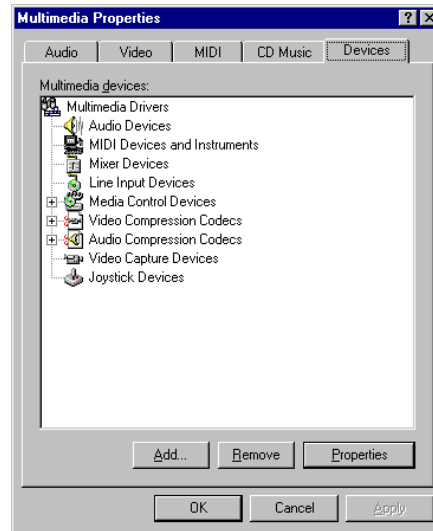 Multimedia Properties
Audio Video MIDI CD Music Devices
Multimedia devices:
Multimedia Drivers
Audio Devices
MIDI Devices and Instruments
Mixer Devices
Line Input Devices
Media Control Devices
Video Compression Codecs
Audio Compression Codecs
Video Capture Devices
Joystick Devices
Add... Remove Properties
OK Cancel Apply